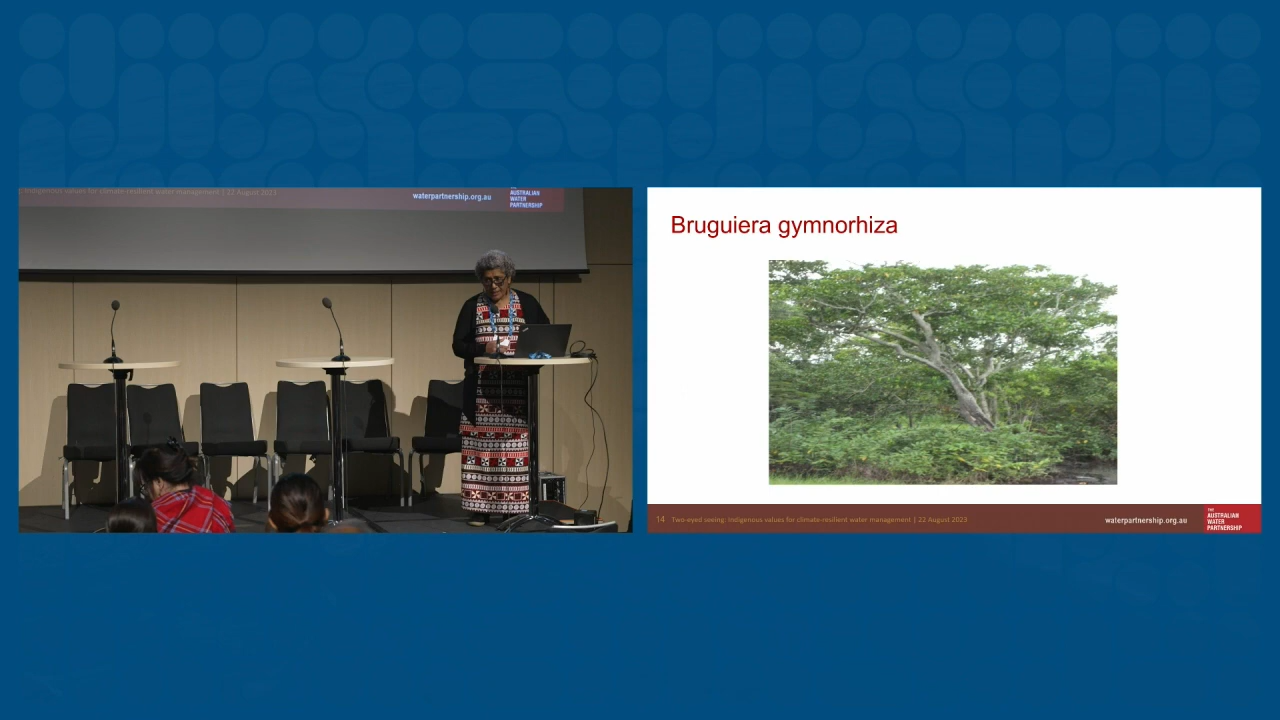 Indigenous values for climate-resilient water management | 22 August 2023
waterpartnership.org.au
AUSTRALIAN
WATER
PARTNERSHIP
Bruguiera gymnorhiza
14 Two-eyed seeing: Indigenous values for climate-resilient water management | 22 August 2023
waterpartnership.org.au
THE
AUSTRALIAN
WATER
PARTNERSHIP